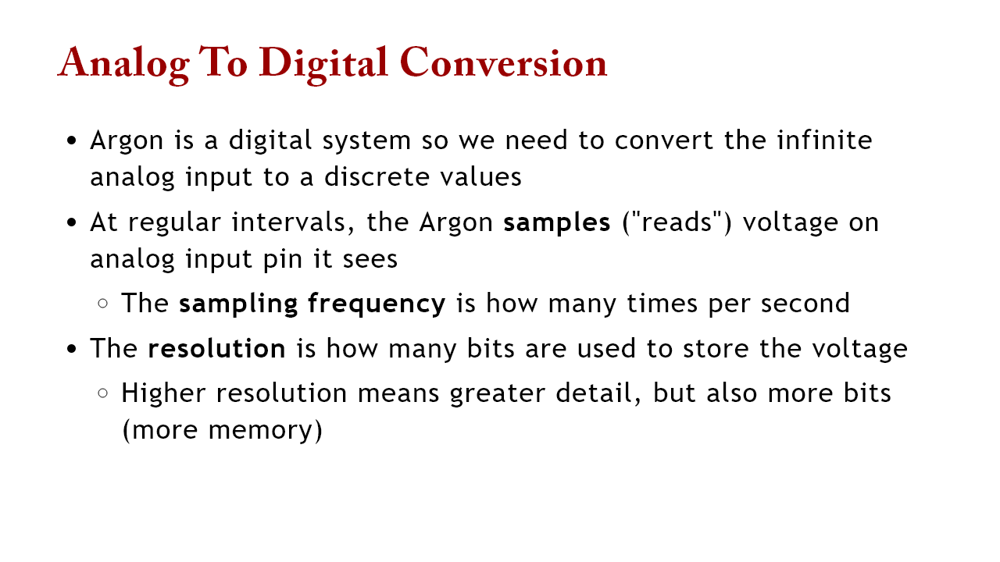 Analog To Digital Conversion
• Argon is a digital system so we need to convert the infinite
analog input to a discrete values
• At regular intervals, the Argon samples ("reads") voltage on
analog input pin it sees
○ The sampling frequency is how many times per second
• The resolution is how many bits are used to store the voltage
○ Higher resolution means greater detail, but also more bits
(more memory)